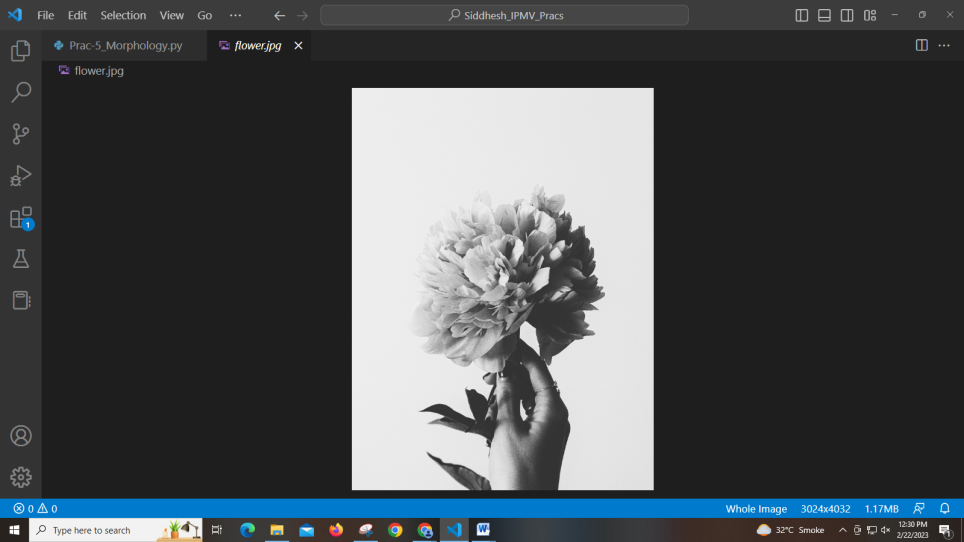 File Edit Selection View Go ··· Siddhesh_IPMV_Pracs
Prac-5_Morphology.py flower.jpg
flower.jpg
1
0 0 Whole Image 3024x4032 1.17MB
Type here to search 32°C Smoke 12:30 PM
2/22/2023 1